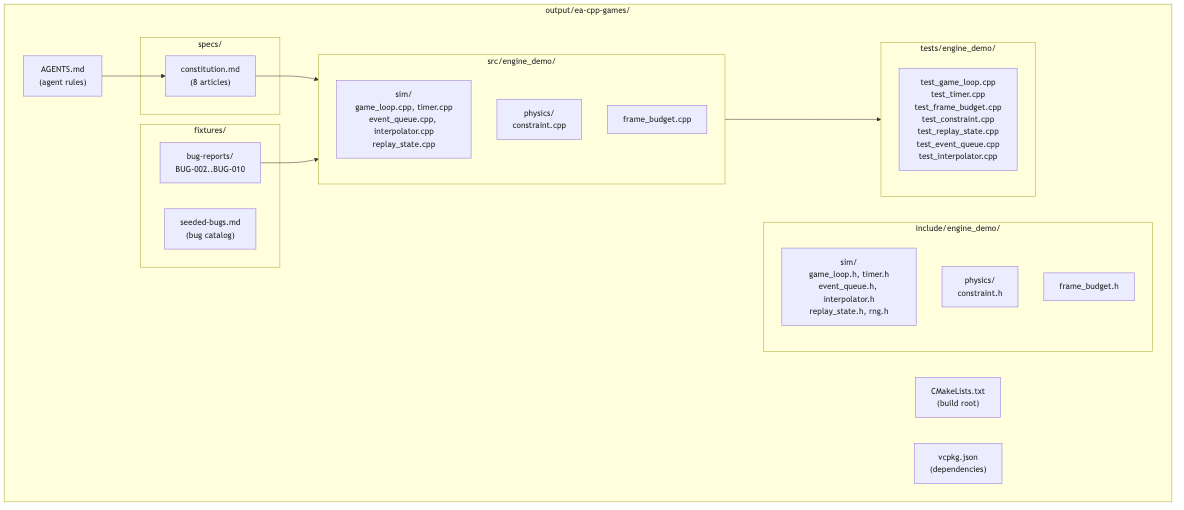 output/ea-cpp-games/
AGENTS.md
(agent rules)
specs/
constitution.md
(8 articles)
fixtures/
bug-reports/
BUG-002..BUG-010
seeded-bugs.md
(bug catalog)
src/engine_demo/
sim/
game_loop.cpp, timer.cpp
event_queue.cpp,
interpolator.cpp
replay_state.cpp
physics/
constraint.cpp
frame_budget.cpp
tests/engine_demo/
test_game_loop.cpp
test_timer.cpp
test_frame_budget.cpp
test_constraint.cpp
test_replay_state.cpp
test_event_queue.cpp
test_interpolator.cpp
include/engine_demo/
sim/
game_loop.h, timer.h
event_queue.h,
interpolator.h
replay_state.h, rng.h
physics/
constraint.h
frame_budget.h
CMakeLists.txt
(build root)
vcpkg.json
(dependencies)